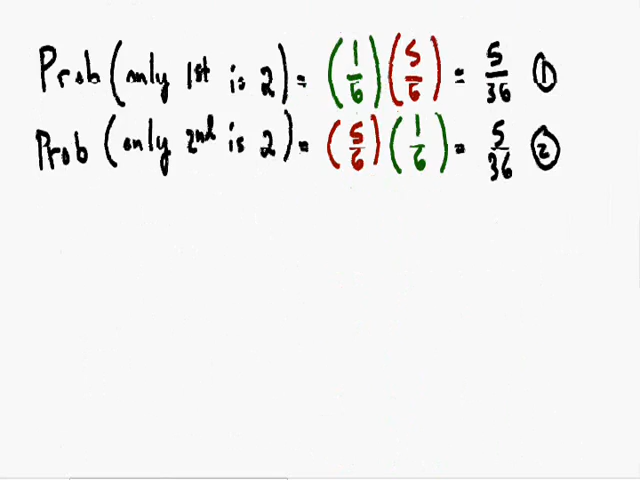 Prob (only 1st is 2) = (1/6) (5/6) = 5/36 ①
Prob (only 2nd is 2) = (5/6) (1/6) = 5/36 ②